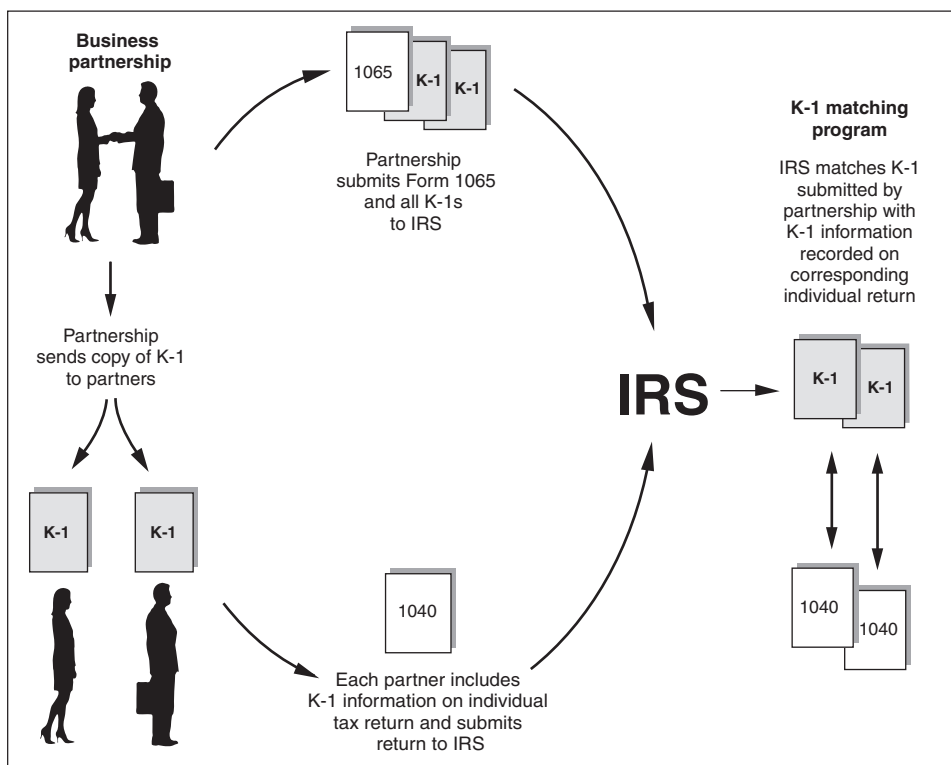 Business
partnership
1065
K-1
K-1
Partnership
submits Form 1065
and all K-1s
to IRS
K-1 matching
program
IRS matches K-1
submitted by
partnership with
K-1 information
recorded on
corresponding
individual return
Partnership
sends copy of K-1
to partners
IRS
K-1
K-1
K-1
K-1
1040
1040
1040
Each partner includes
K-1 information on individual
tax return and submits
return to IRS